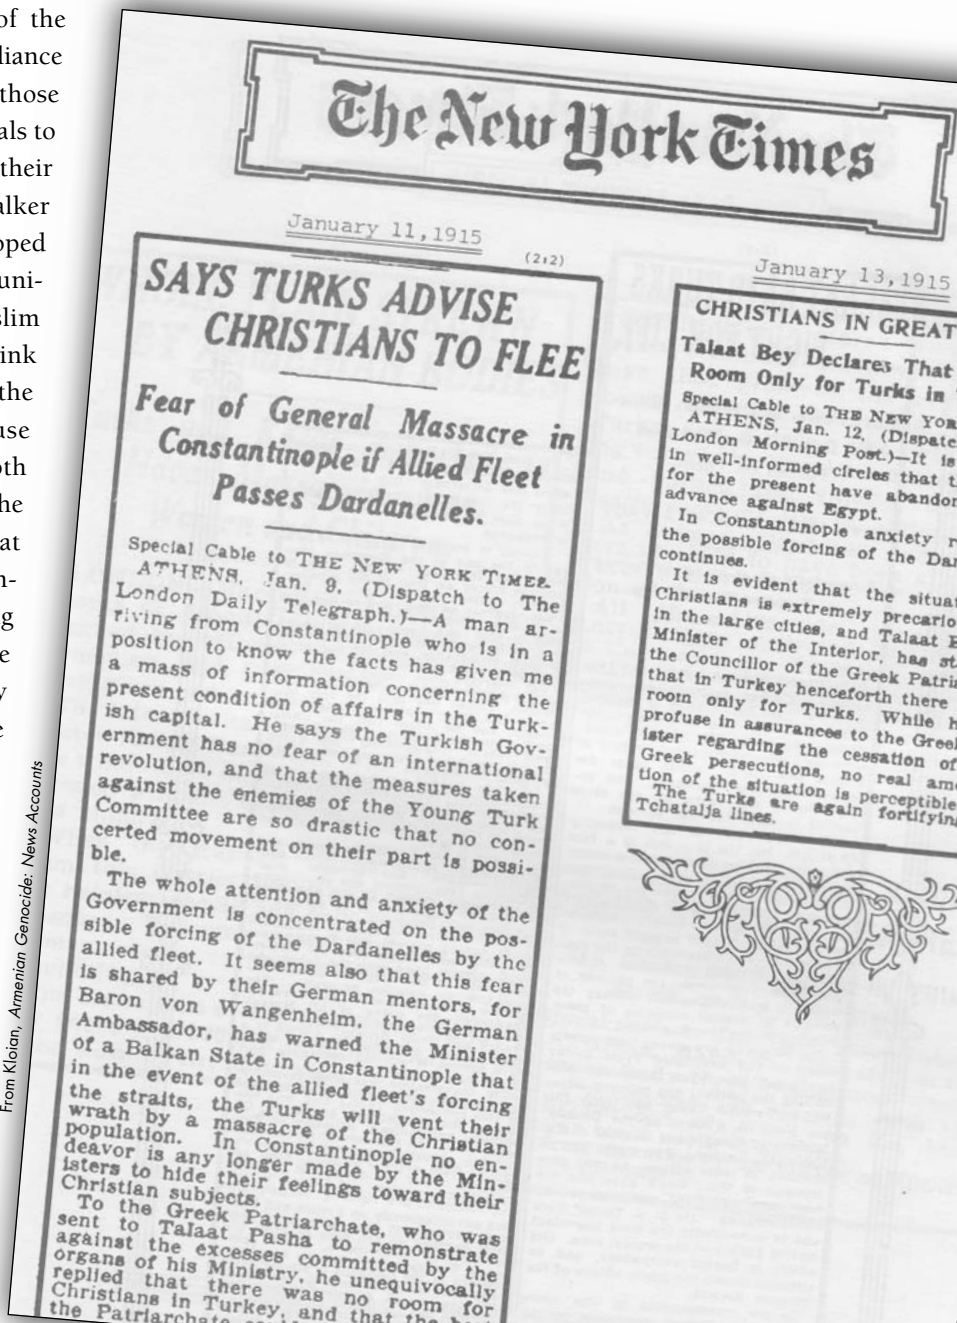 of the
liance
those
als to
their
alker
pped
uni-
slim
ink
the
use
oth
he
at
n-
g
e
y
e
From Kloian, Armenian Genocide: News Accounts
The New York Times
January 11,1915
(2:2)
SAYS TURKS ADVISE
CHRISTIANS TO FLEE
Fear of General Massacre in
Constantinople if Allied Fleet
Passes Dardanelles.
Special Cable to THE NEW YORK TIMES.
ATHENS, Jan. 9, (Dispatch to The
London Daily Telegraph.)—A man ar-
riving from Constantinople who is in a
position to know the facts has given me
a mass of information concerning the
present condition of affairs in the Turk-
ish capital. He says the Turkish Gov-
ernment has no fear of an international
revolution, and that the measures taken
against the enemies of the Young Turk
Committee are so drastic that no con-
certed movement on their part is possi-
ble.
The whole attention and anxiety of the
Government is concentrated on the pos-
sible forcing of the Dardanelles by the
allied fleet. It seems also that this fear
is shared by their German mentors, for
Baron von Wangenheim, the German
Ambassador, has warned the Minister
of a Balkan State in Constantinople that
in the event of the allied fleet's forcing
the straits, the Turks will vent their
wrath by a massacre of the Christian
population. In Constantinople no en-
deavor is any longer made by the Min-
isters to hide their feelings toward their
Christian subjects.
To the Greek Patriarchate, who was
sent to Talaat Pasha to remonstrate
against the excesses committed by the
organs of his Ministry, he unequivocally
replied that there was no room for
Christians in Turkey, and that the
the Patriarchate
January 13,1915
CHRISTIANS IN GREAT
Talaat Bey Declares That
Room Only for Turks in
Special Cable to THE NEW YOR
ATHENS, Jan. 12, (Dispatc
London Morning Post.)—It is
in well-informed circles that t
for the present have abandon
advance against Egypt.
In Constantinople anxiety r
the possible forcing of the Dar
continues.
It is evident that the situat
Christians is extremely precario
in the large cities, and Talaat B
Minister of the Interior, has st
the Councillor of the Greek Patria
that in Turkey henceforth there
room only for Turks. While h
profuse in assurances to the Greek
ister regarding the cessation of
Greek persecutions, no real ame
tion of the situation is perceptible
The Turks are again fortifying
Tchatalja lines.